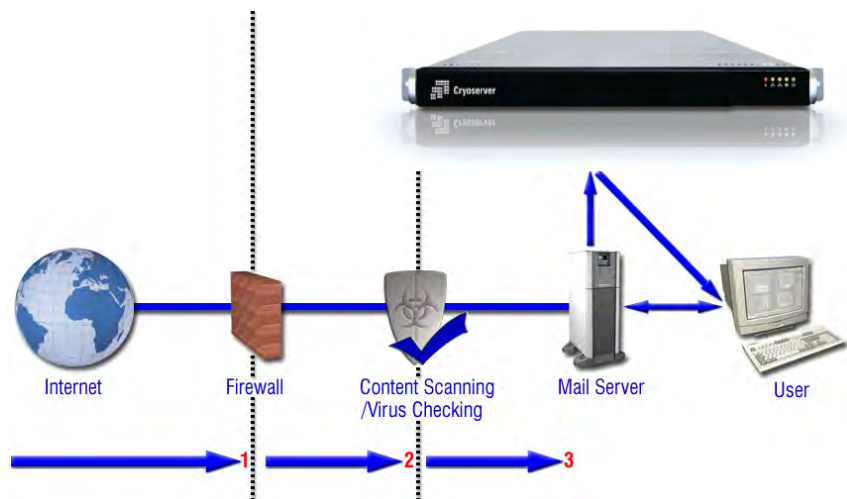 Cryoserver
Internet
Firewall
Content Scanning
/Virus Checking
Mail Server
User
1
2
3